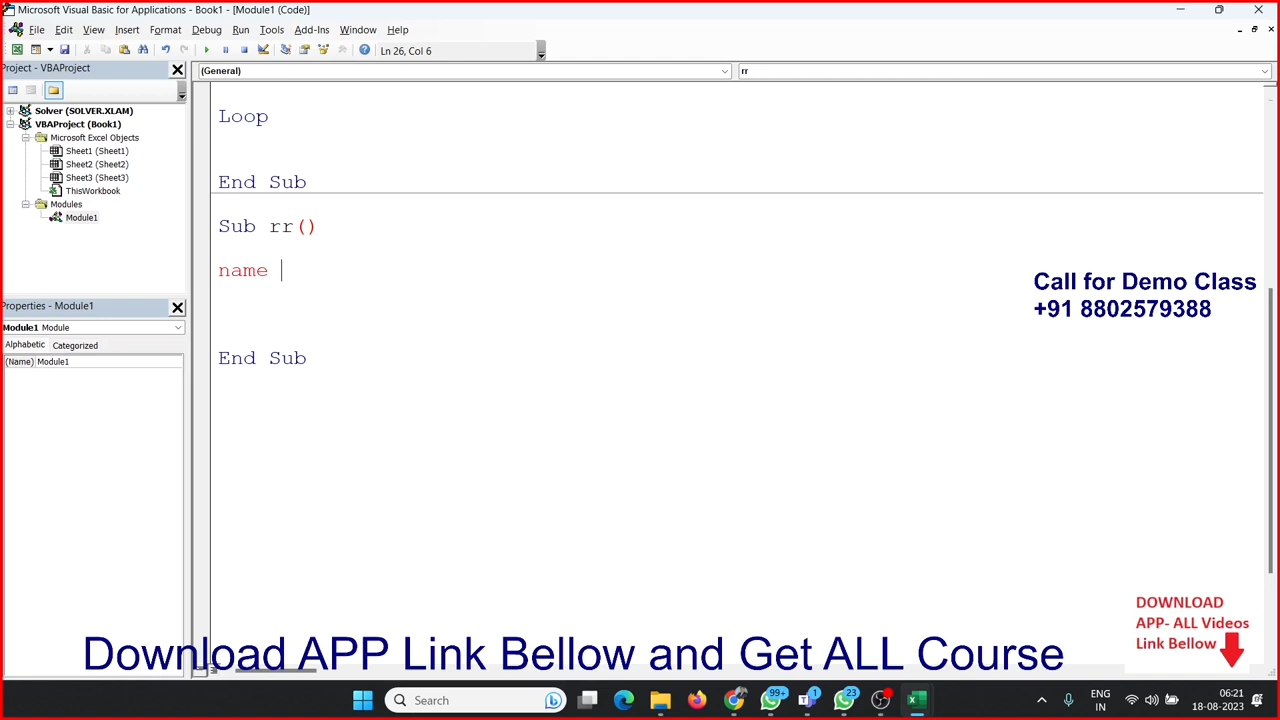 Microsoft Visual Basic for Applications - Book1 - [Module1 (Code)]
File Edit View Insert Format Debug Run Tools Add-Ins Window Help
Ln 26, Col 6
Project - VBAProject
(General)
rr
Solver (SOLVER.XLAM)
VBAProject (Book1)
Microsoft Excel Objects
Sheet1 (Sheet1)
Sheet2 (Sheet2)
Sheet3 (Sheet3)
ThisWorkbook
Modules
Module1
Properties - Module1
Module1 Module
Alphabetic Categorized
(Name) Module1
Loop
End Sub
Sub rr()
name
End Sub
Call for Demo Class
+91 8802579388
DOWNLOAD
APP- ALL Videos
Link Bellow
Download APP Link Bellow and Get ALL Course
Search
99+
1
23
ENG
IN
06:21
18-08-2023